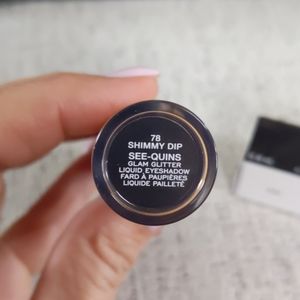 78
SHIMMY DIP
SEE-QUINS
GLAM GLITTER
LIQUID EYESHADOW
FARD À PAUPIÈRES
LIQUIDE PAILLETÉ